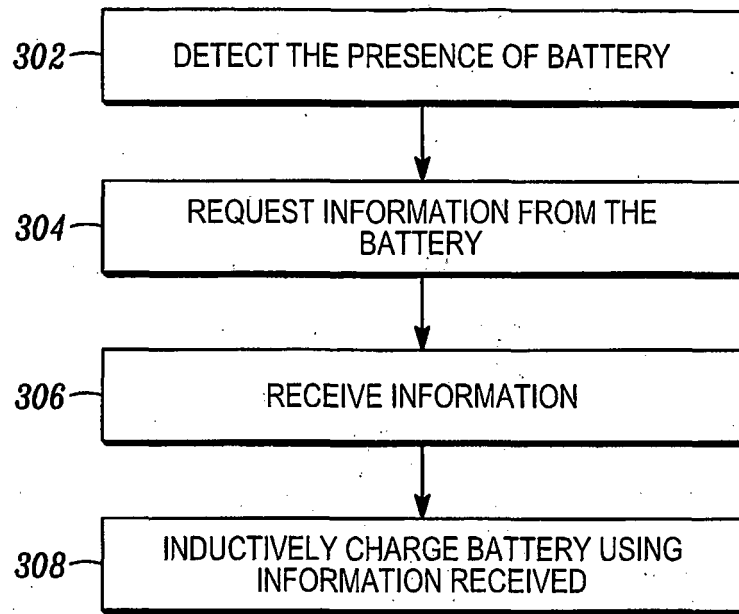 302
DETECT THE PRESENCE OF BATTERY
304
REQUEST INFORMATION FROM THE
BATTERY
306
RECEIVE INFORMATION
308
INDUCTIVELY CHARGE BATTERY USING
INFORMATION RECEIVED